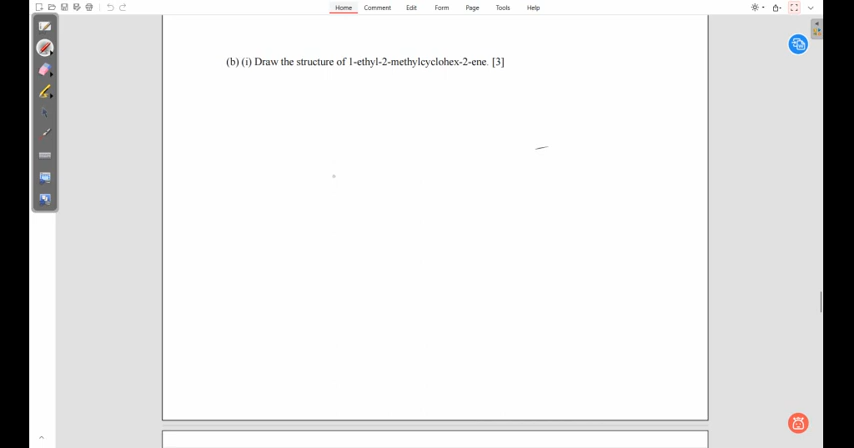 Home Comment Edit Form Page Tools Help
(b) (i) Draw the structure of 1-ethyl-2-methylcyclohex-2-ene. [3]